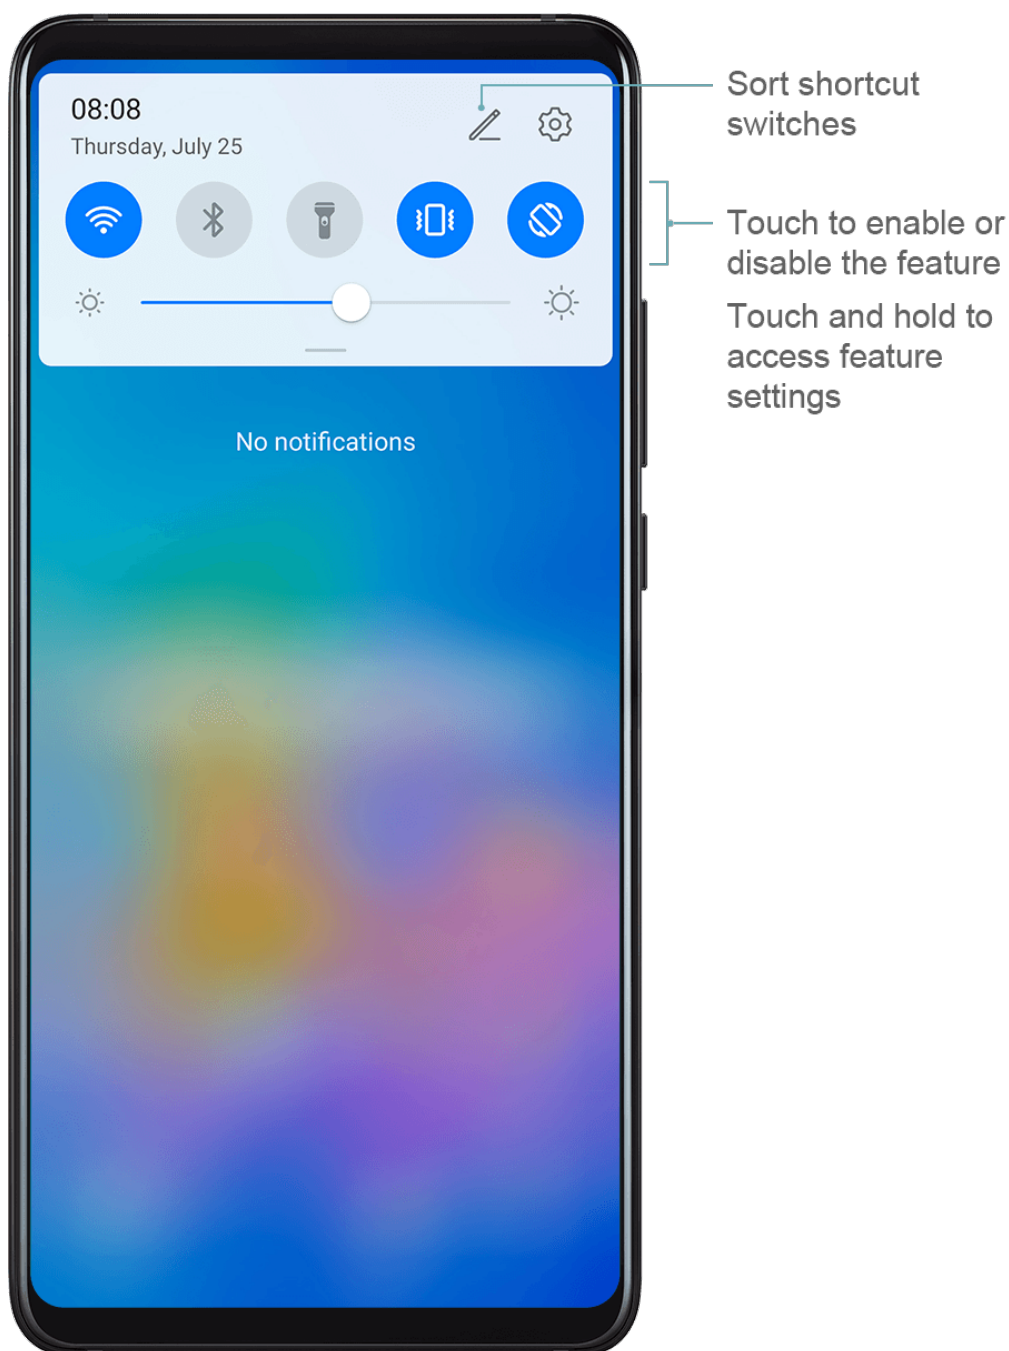 08:08
Thursday, July 25
No notifications
Sort shortcut
switches
Touch to enable or
disable the feature
Touch and hold to
access feature
settings